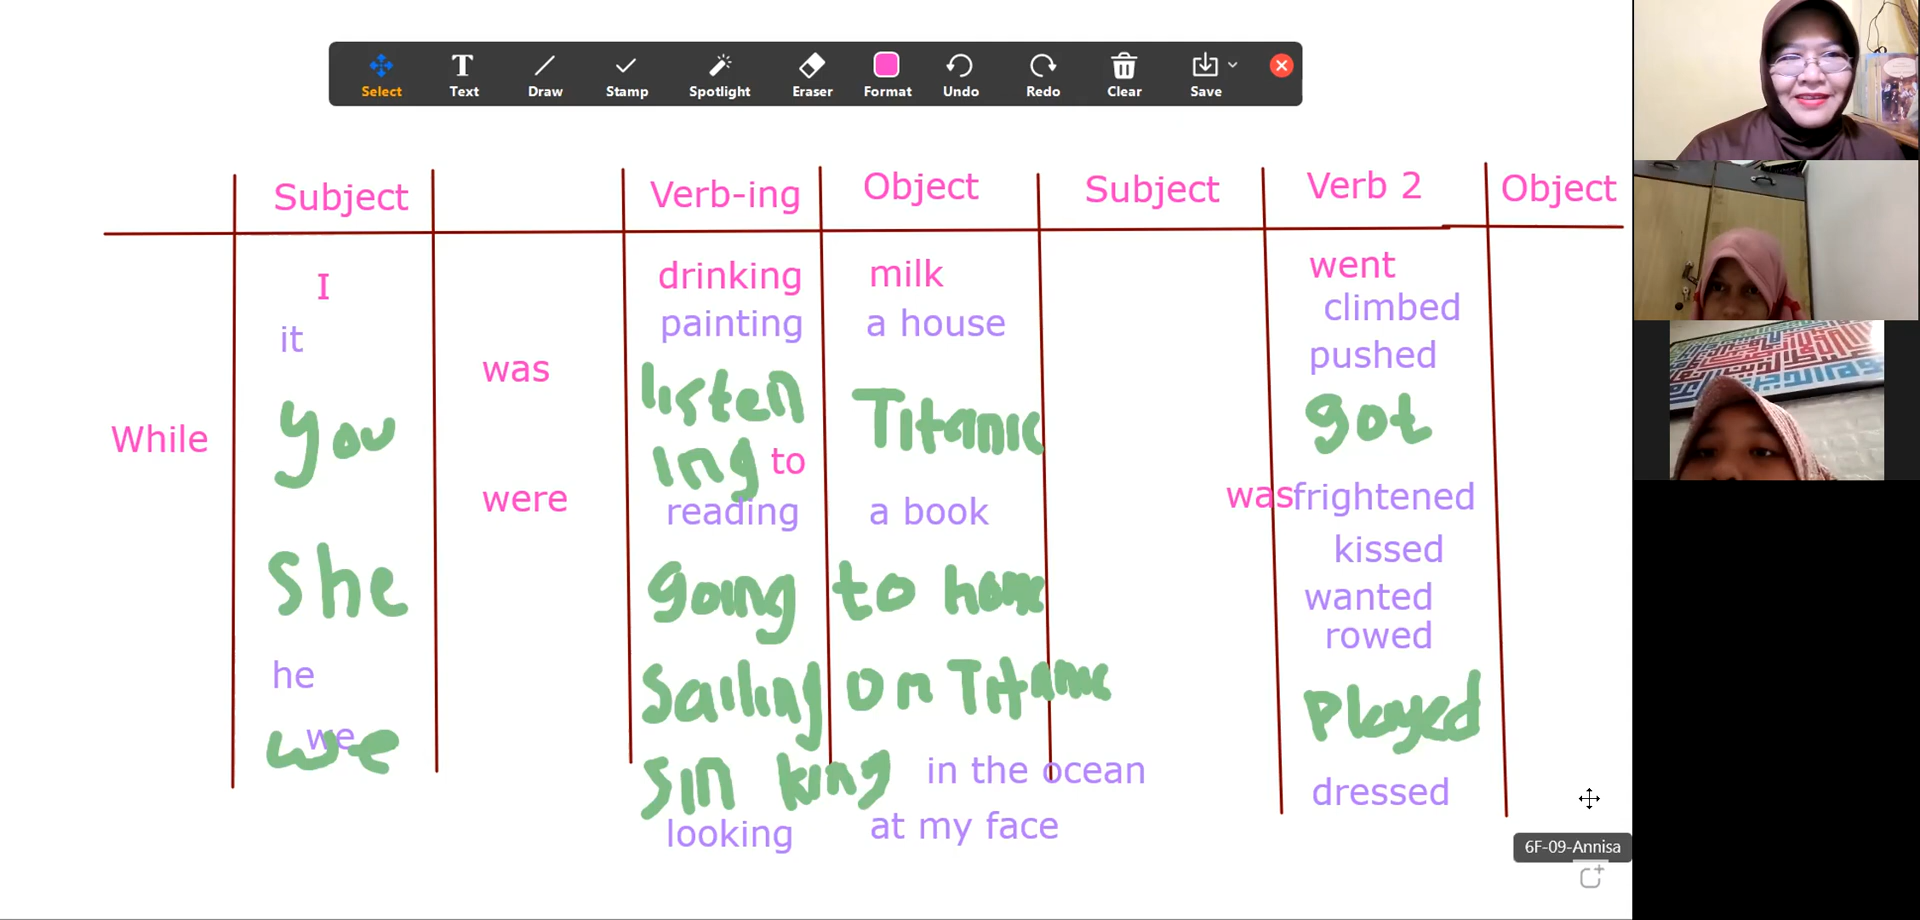 Select Text Draw Stamp Spotlight Eraser Format Undo Redo Clear Save
Subject Verb-ing Object Subject Verb 2 Object
I drinking milk went
it painting a house climbed
was pushed
you listen Titanic got
While ing to
were reading a book was frightened
kissed
she going to home wanted
rowed
he sailing on Titanic played
we
we sin king in the ocean dressed
looking at my face
6F-09-Annisa